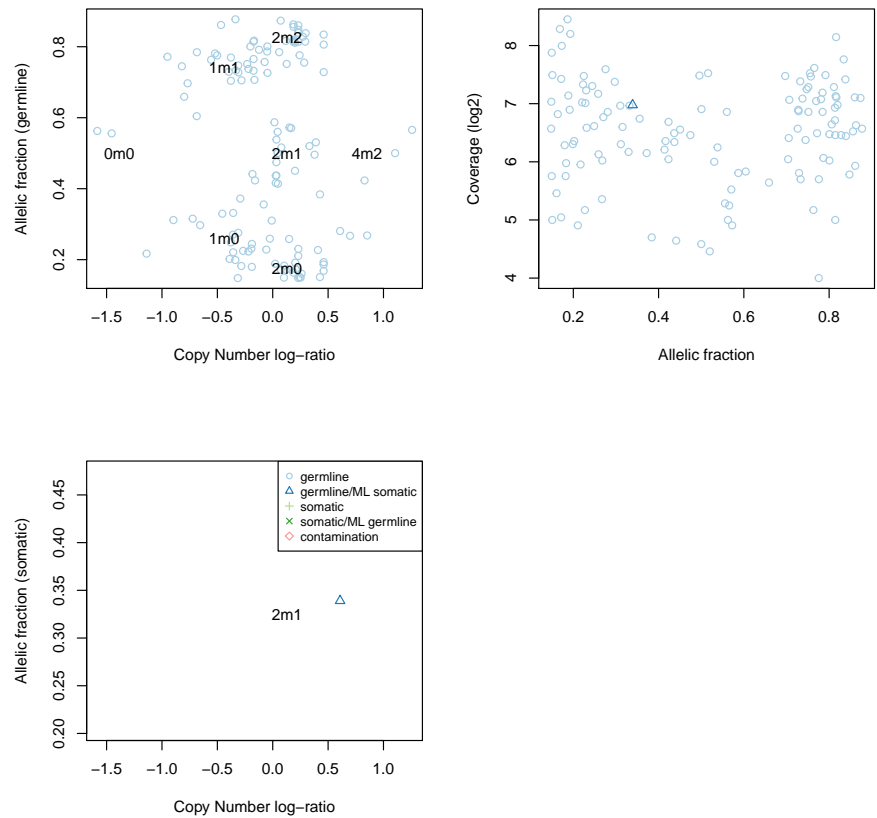 Allelic fraction (germline)
0.2 0.4 0.6 0.8
2m2
1m1
0m0
2m1
4m2
1m0
2m0
−1.5 −1.0 −0.5 0.0 0.5 1.0
Copy Number log−ratio
Coverage (log2)
4 5 6 7 8
0.2 0.4 0.6 0.8
Allelic fraction
Allelic fraction (somatic)
0.20 0.25 0.30 0.35 0.40 0.45
germline
germline/ML somatic
somatic
somatic/ML germline
contamination
2m1
−1.5 −1.0 −0.5 0.0 0.5 1.0
Copy Number log−ratio